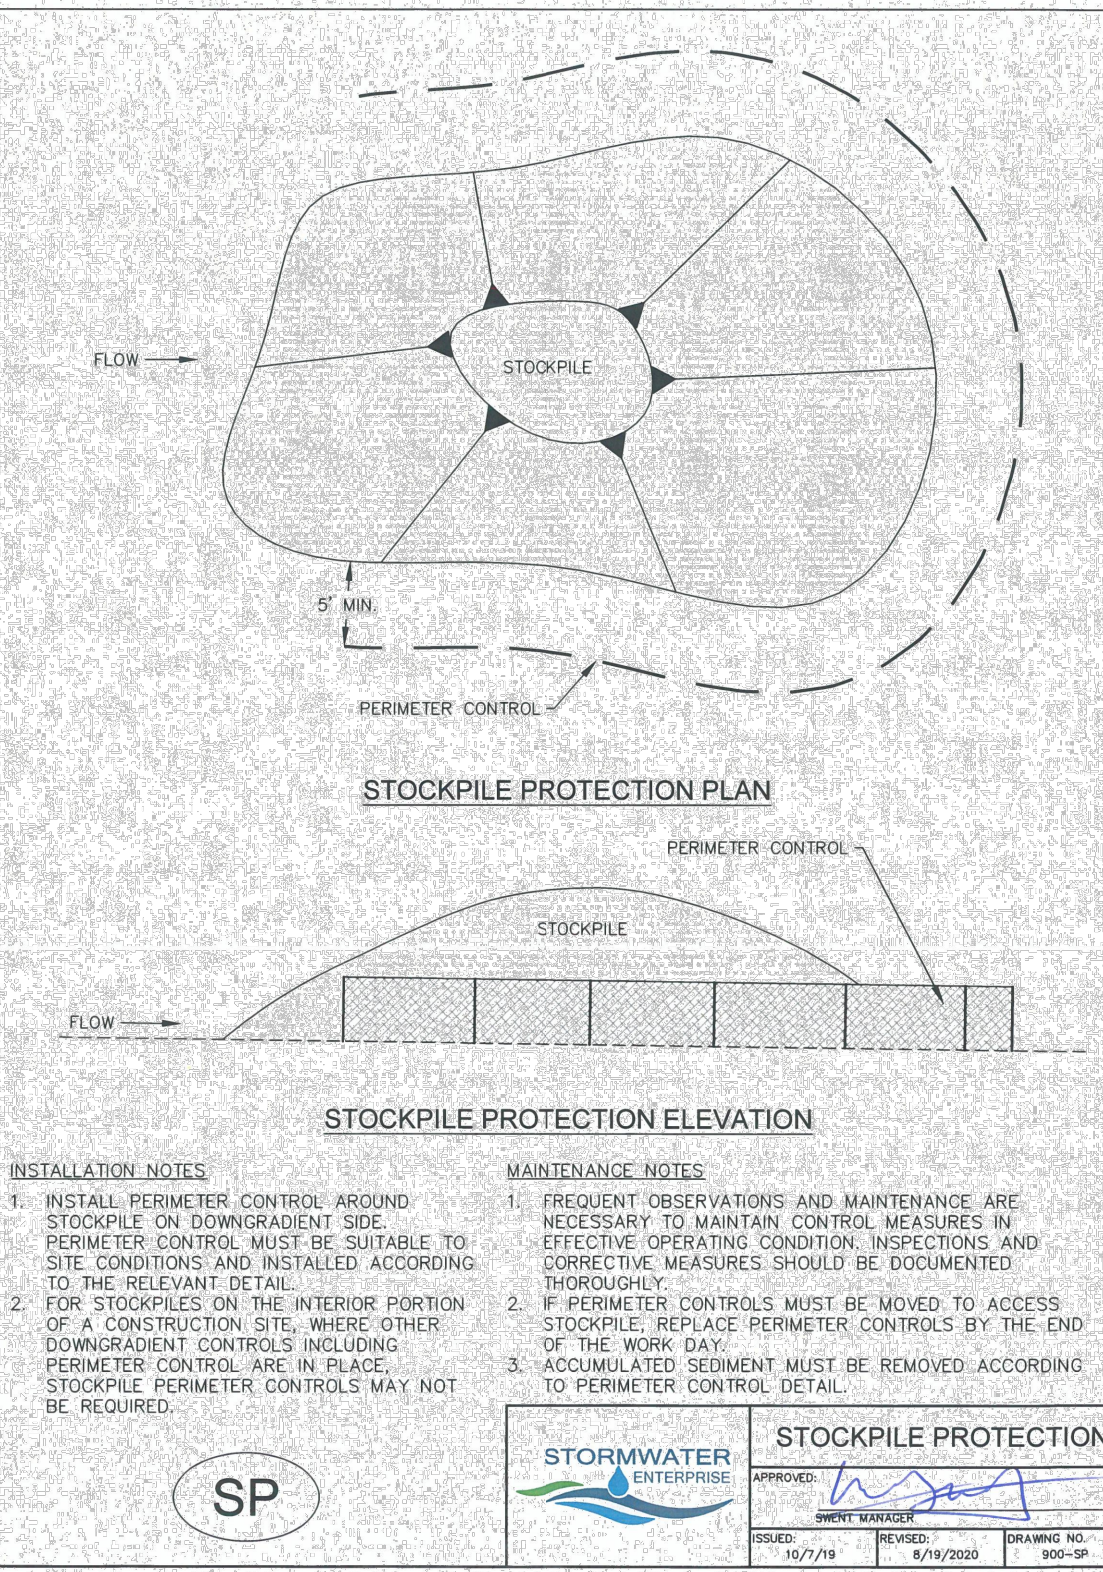 FLOW
STOCKPILE
5' MIN.
PERIMETER CONTROL
STOCKPILE PROTECTION PLAN
PERIMETER CONTROL
STOCKPILE
FLOW
STOCKPILE PROTECTION ELEVATION
INSTALLATION NOTES
1. INSTALL PERIMETER CONTROL AROUND
STOCKPILE ON DOWNGRADIENT SIDE.
PERIMETER CONTROL MUST BE SUITABLE TO
SITE CONDITIONS AND INSTALLED ACCORDING
TO THE RELEVANT DETAIL.
2. FOR STOCKPILES ON THE INTERIOR PORTION
OF A CONSTRUCTION SITE, WHERE OTHER
DOWNGRADIENT CONTROLS INCLUDING
PERIMETER CONTROL ARE IN PLACE,
STOCKPILE PERIMETER CONTROLS MAY NOT
BE REQUIRED.
MAINTENANCE NOTES
1. FREQUENT OBSERVATIONS AND MAINTENANCE ARE
NECESSARY TO MAINTAIN CONTROL MEASURES IN
EFFECTIVE OPERATING CONDITION. INSPECTIONS AND
CORRECTIVE MEASURES SHOULD BE DOCUMENTED
THOROUGHLY.
2. IF PERIMETER CONTROLS MUST BE MOVED TO ACCESS
STOCKPILE, REPLACE PERIMETER CONTROLS BY THE END
OF THE WORK DAY.
3. ACCUMULATED SEDIMENT MUST BE REMOVED ACCORDING
TO PERIMETER CONTROL DETAIL.
SP
STORMWATER
ENTERPRISE
STOCKPILE PROTECTION
APPROVED:
SWENT MANAGER
ISSUED:
10/7/19
REVISED:
8/19/2020
DRAWING NO.
900-SP